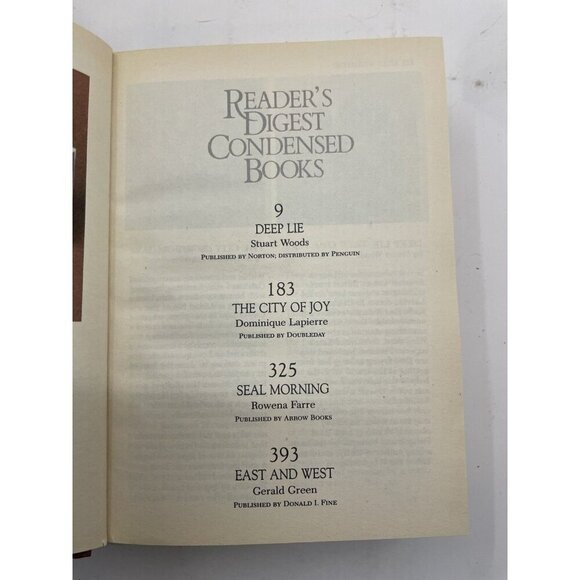 READER'S
DIGEST
CONDENSED
BOOKS
9
DEEP LIE
Stuart Woods
PUBLISHED BY NORTON; DISTRIBUTED BY PENGUIN
183
THE CITY OF JOY
Dominique Lapierre
PUBLISHED BY DOUBLEDAY
325
SEAL MORNING
Rowena Farre
PUBLISHED BY ARROW BOOKS
393
EAST AND WEST
Gerald Green
PUBLISHED BY DONALD I. FINE